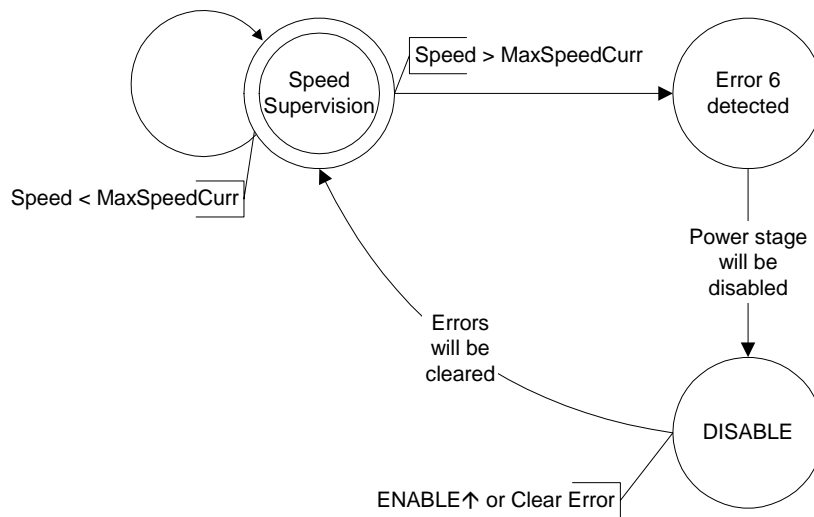 Speed
Supervision
Speed > MaxSpeedCurr
Error 6
detected
Speed < MaxSpeedCurr
Power stage
will be
disabled
Errors
will be
cleared
DISABLE
ENABLE↑ or Clear Error